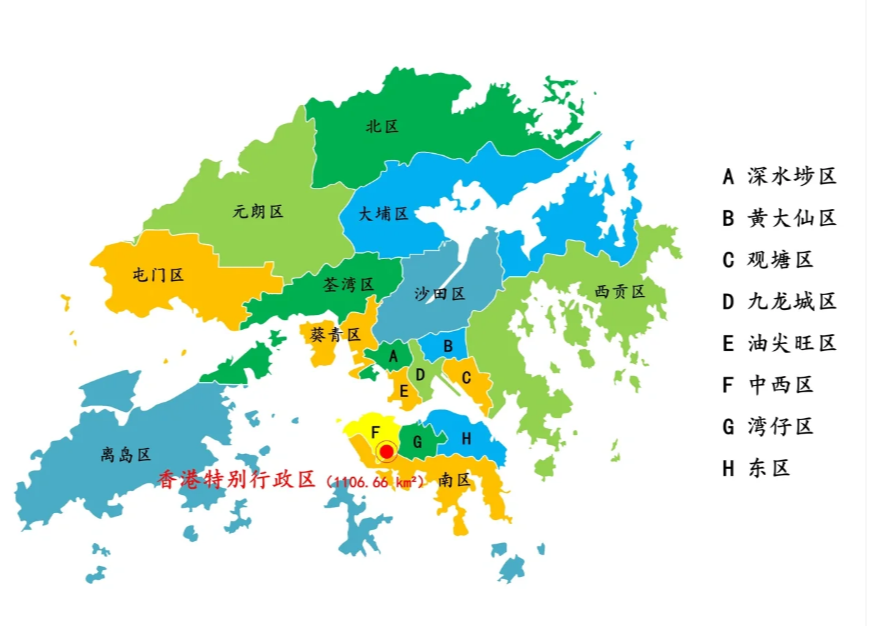 北区
元朗区
大埔区
屯门区
荃湾区
沙田区
西贡区
葵青区
A
B
D
C
E
F
G
H
离岛区
香港特别行政区 (1106.66 km²)
南区
A 深水埗区
B 黄大仙区
C 观塘区
D 九龙城区
E 油尖旺区
F 中西区
G 湾仔区
H 东区